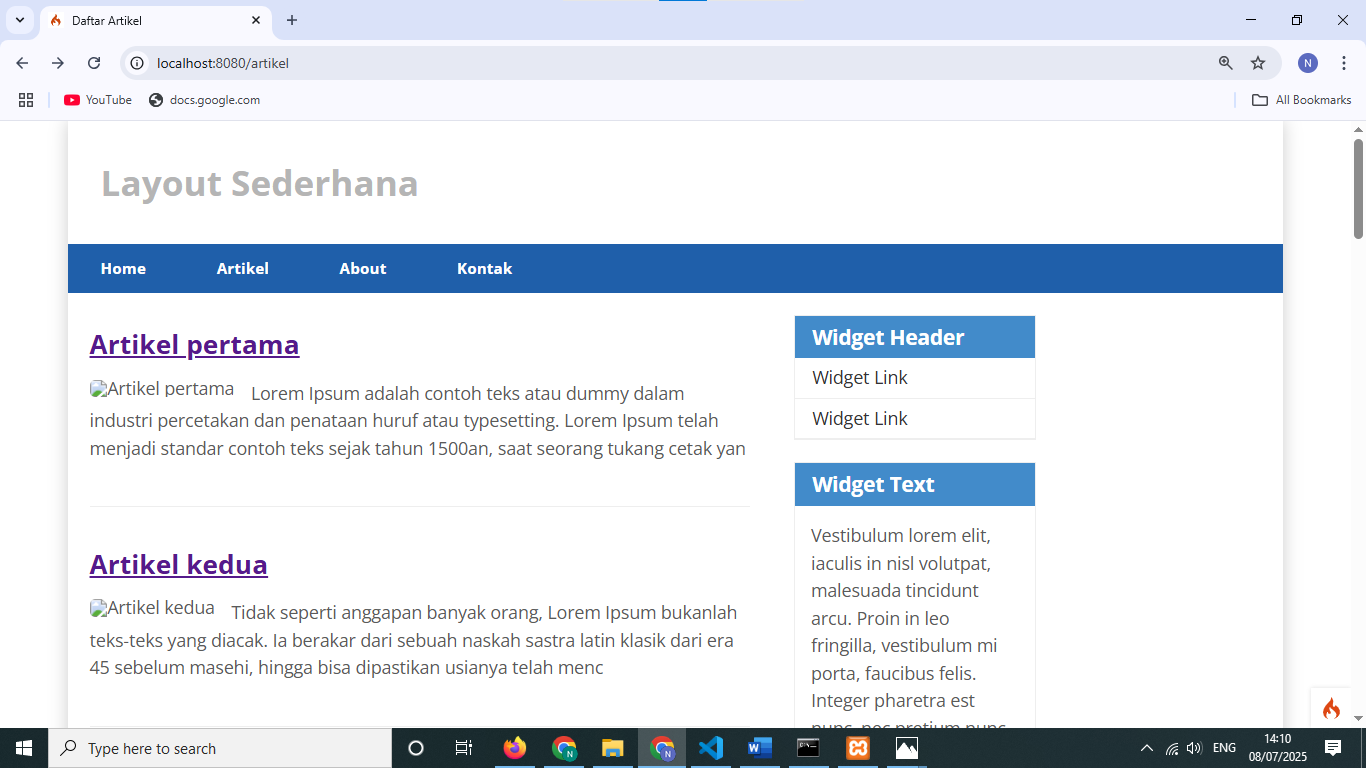 Daftar Artikel
localhost:8080/artikel
N
YouTube
docs.google.com
All Bookmarks
Layout Sederhana
Home
Artikel
About
Kontak
Artikel pertama
Artikel pertama
Lorem Ipsum adalah contoh teks atau dummy dalam
industri percetakan dan penataan huruf atau typesetting. Lorem Ipsum telah
menjadi standar contoh teks sejak tahun 1500an, saat seorang tukang cetak yan
Artikel kedua
Artikel kedua
Tidak seperti anggapan banyak orang, Lorem Ipsum bukanlah
teks-teks yang diacak. Ia berakar dari sebuah naskah sastra latin klasik dari era
45 sebelum masehi, hingga bisa dipastikan usianya telah menc
Widget Header
Widget Link
Widget Link
Widget Text
Vestibulum lorem elit,
iaculis in nisl volutpat,
malesuada tincidunt
arcu. Proin in leo
fringilla, vestibulum mi
porta, faucibus felis.
Integer pharetra est
nunc, nec pretium nunc
Type here to search
ENG
14:10
08/07/2025